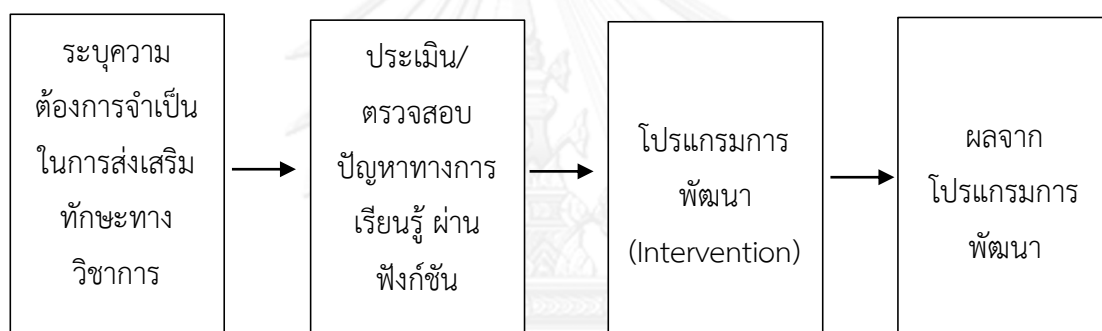 ระบุความ
ต้องการจำเป็น
ในการส่งเสริม
ทักษะทาง
วิชาการ
ประเมิน/
ตรวจสอบ
ปัญหาทางการ
เรียนรู้ ผ่าน
ฟังก์ชัน
โปรแกรมการ
พัฒนา
(Intervention)
ผลจาก
โปรแกรมการ
พัฒนา